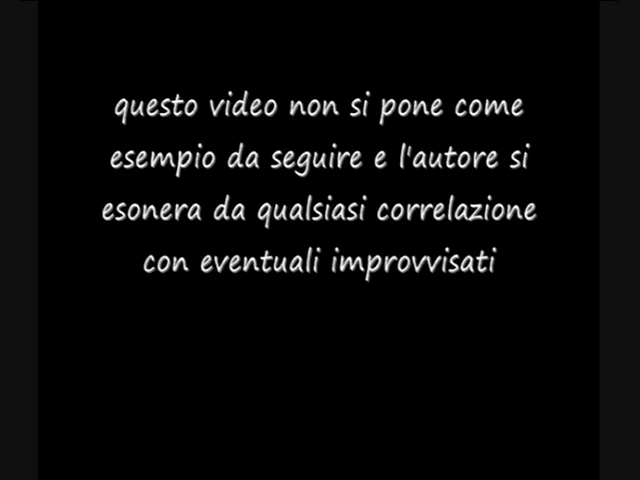 questo video non si pone come
esempio da seguire e l'autore si
esonera da qualsiasi correlazione
con eventuali improvvisati